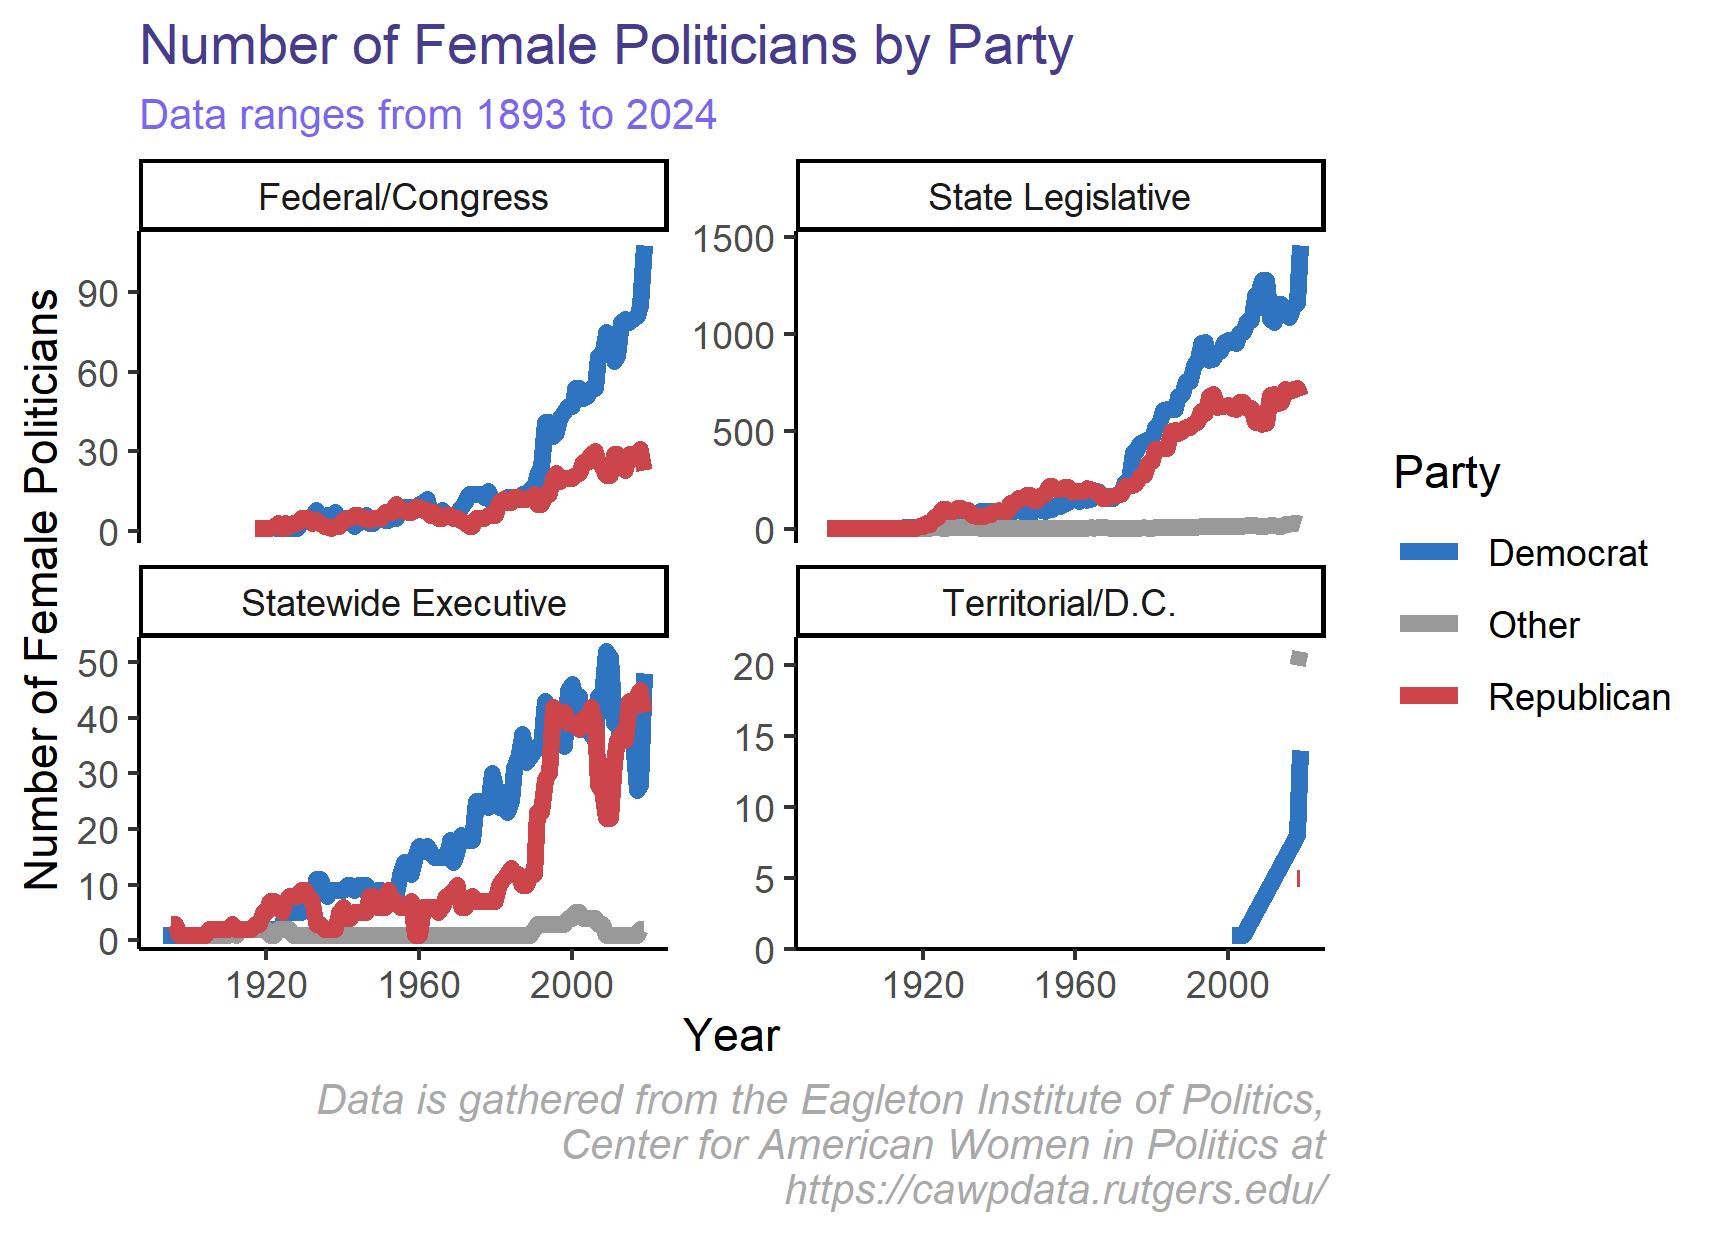 Number of Female Politicians by Party
Data ranges from 1893 to 2024
Federal/Congress
State Legislative
90
60
30
0
1500
1000
500
0
Statewide Executive
Territorial/D.C.
50
40
30
20
10
0
20
15
10
5
0
1920 1960 2000
1920 1960 2000
Number of Female Politicians
Year
Party
Democrat
Other
Republican
Data is gathered from the Eagleton Institute of Politics,
Center for American Women in Politics at
https://cawpdata.rutgers.edu/